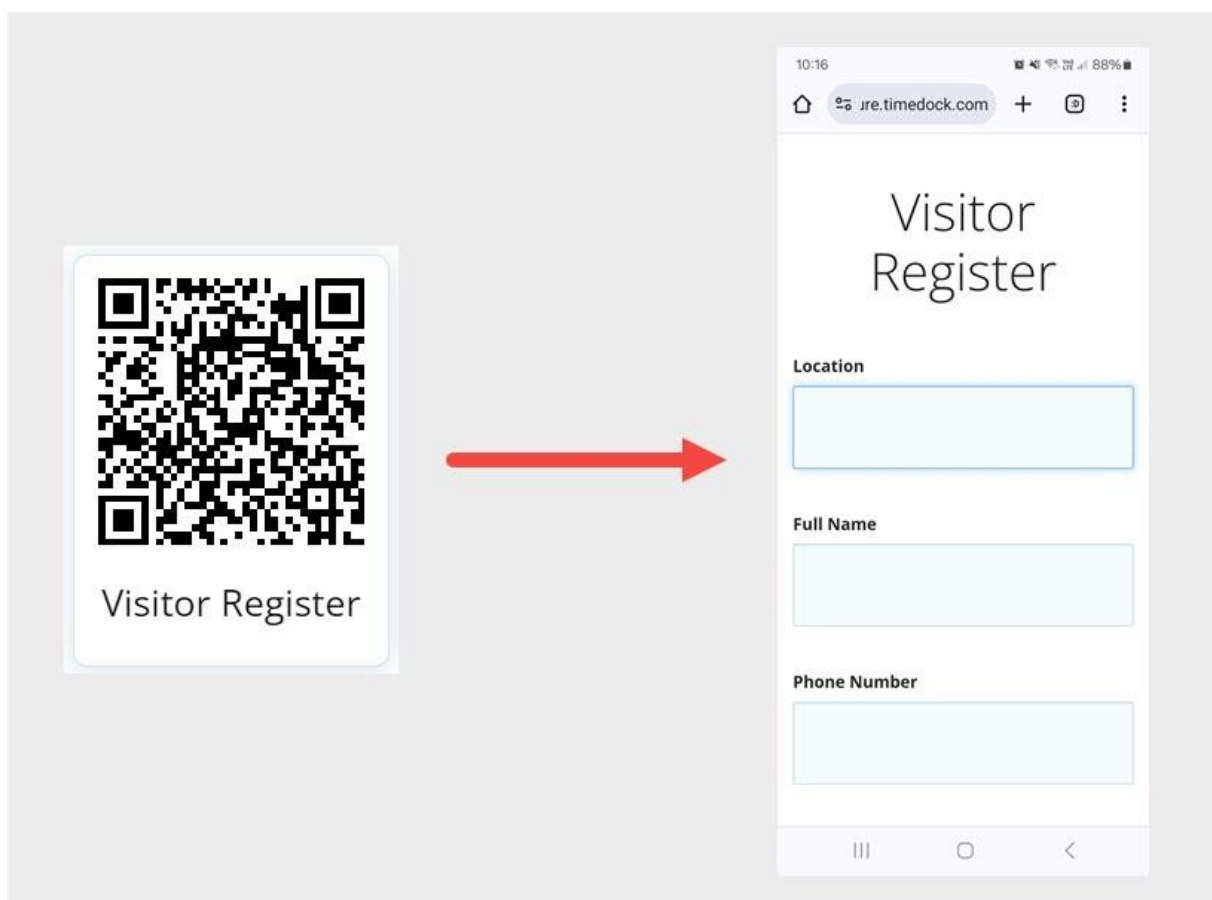 Visitor Register
10:16
88%
ure.timedock.com
Visitor
Register
Location
Full Name
Phone Number